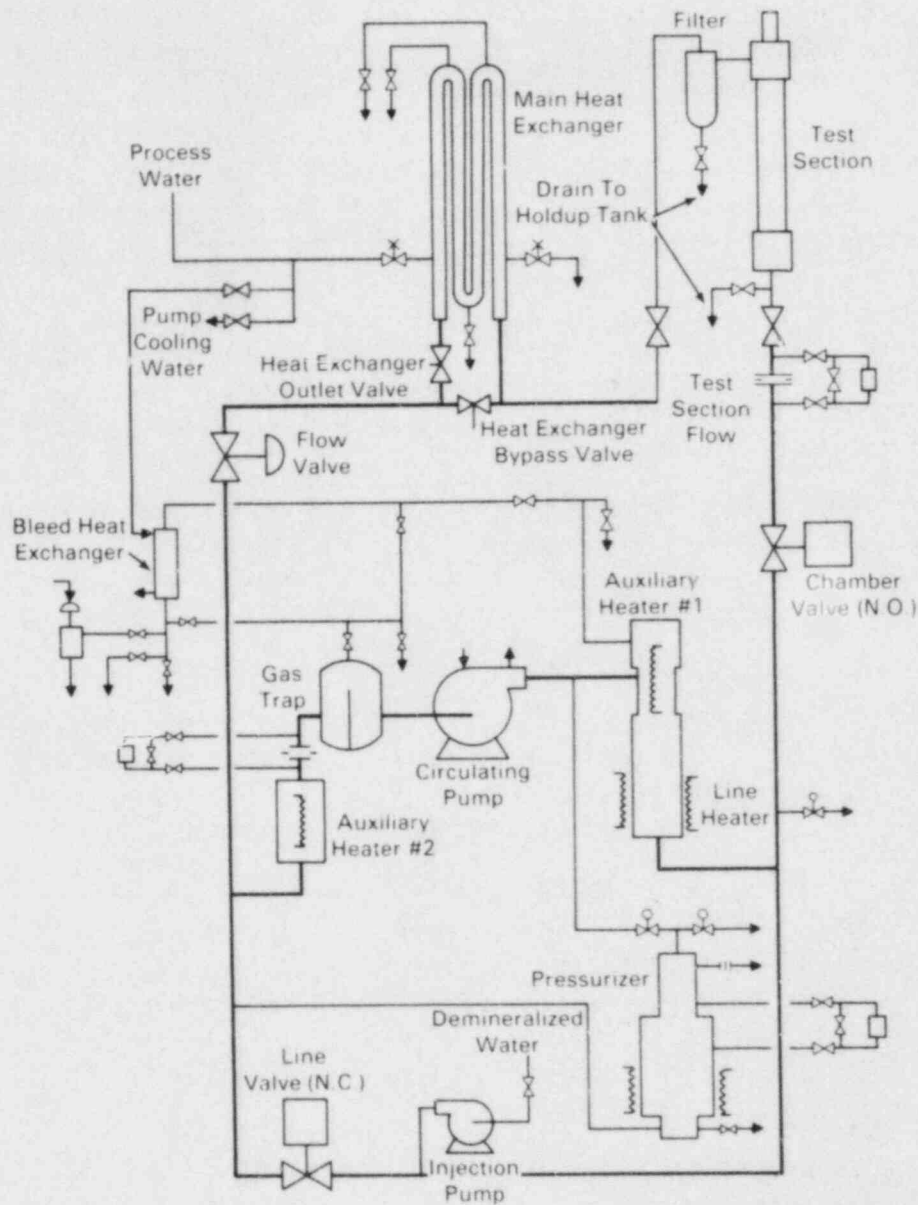 Filter
Main Heat
Exchanger
Test
Section
Process
Water
Drain To
Holdup Tank
Pump
Cooling
Water
Heat Exchanger
Outlet Valve
Test
Section
Flow
Flow
Valve
Heat Exchanger
Bypass Valve
Bleed Heat
Exchanger
Auxiliary
Heater #1
Chamber
Valve (N.O.)
Gas
Trap
Circulating
Pump
Line
Heater
Auxiliary
Heater #2
Pressurizer
Demineralized
Water
Line
Valve (N.C.)
Injection
Pump